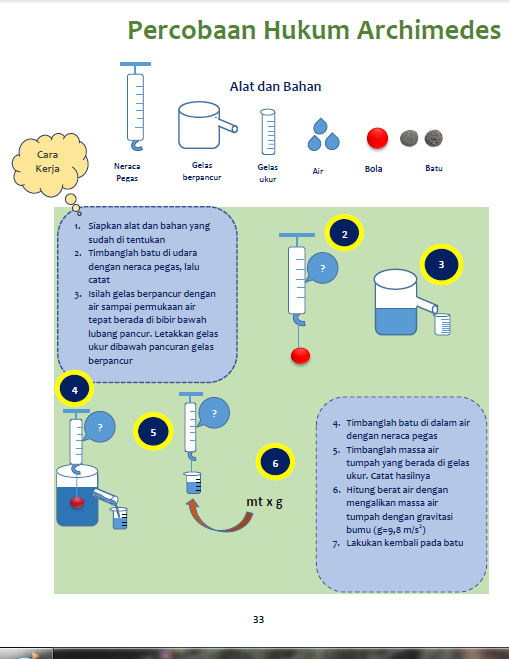 Percobaan Hukum Archimedes
Alat dan Bahan
Cara
Kerja
Neraca
Pegas
Gelas
berpancur
Gelas
ukur
Air
Bola
Batu
1. Siapkan alat dan bahan yang
sudah di tentukan
2. Timbanglah batu di udara
dengan neraca pegas, lalu
catat
3. Isilah gelas berpancur dengan
air sampai permukaan air
tepat berada di bibir bawah
lubang pancur. Letakkan gelas
ukur dibawah pancuran gelas
berpancur
2
?
3
4
?
5
?
6
mt x g
4. Timbanglah batu di dalam air
dengan neraca pegas
5. Timbanglah massa air
tumpah yang berada di gelas
ukur. Catat hasilnya
6. Hitung berat air dengan
mengalikan massa air
tumpah dengan gravitasi
bumu (g=9,8 m/s²)
7. Lakukan kembali pada batu
33